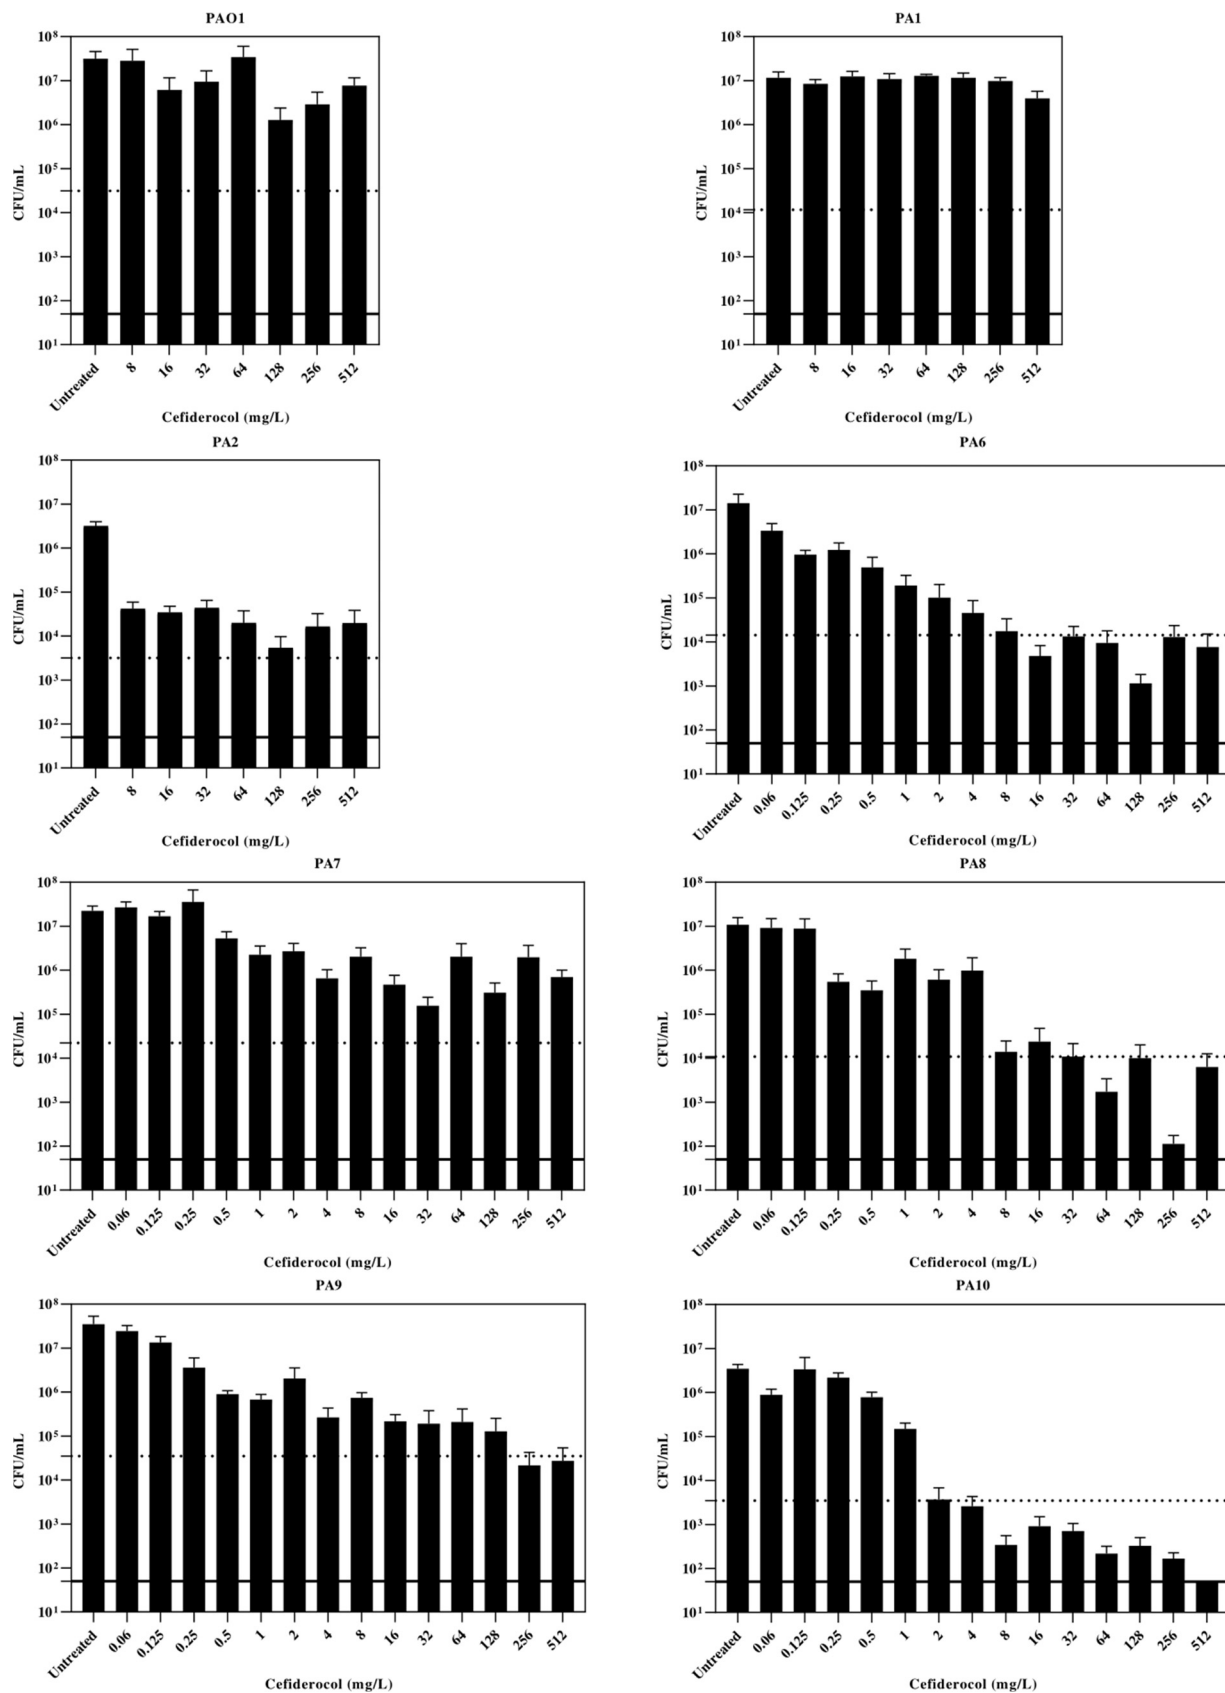 PAO1
CFU/mL
10⁸
10⁷
10⁶
10⁵
10⁴
10³
10²
10¹
Untreated 8 16 32 64 128 256 512
Cefiderocol (mg/L)
PA1
CFU/mL
10⁸
10⁷
10⁶
10⁵
10⁴
10³
10²
10¹
Untreated 8 16 32 64 128 256 512
Cefiderocol (mg/L)
PA2
CFU/mL
10⁸
10⁷
10⁶
10⁵
10⁴
10³
10²
10¹
Untreated 8 16 32 64 128 256 512
Cefiderocol (mg/L)
PA6
CFU/mL
10⁸
10⁷
10⁶
10⁵
10⁴
10³
10²
10¹
Untreated 0.06 0.125 0.25 0.5 1 2 4 8 16 32 64 128 256 512
Cefiderocol (mg/L)
PA7
CFU/mL
10⁸
10⁷
10⁶
10⁵
10⁴
10³
10²
10¹
Untreated 0.06 0.125 0.25 0.5 1 2 4 8 16 32 64 128 256 512
Cefiderocol (mg/L)
PA8
CFU/mL
10⁸
10⁷
10⁶
10⁵
10⁴
10³
10²
10¹
Untreated 0.06 0.125 0.25 0.5 1 2 4 8 16 32 64 128 256 512
Cefiderocol (mg/L)
PA9
CFU/mL
10⁸
10⁷
10⁶
10⁵
10⁴
10³
10²
10¹
Untreated 0.06 0.125 0.25 0.5 1 2 4 8 16 32 64 128 256 512
Cefiderocol (mg/L)
PA10
CFU/mL
10⁸
10⁷
10⁶
10⁵
10⁴
10³
10²
10¹
Untreated 0.06 0.125 0.25 0.5 1 2 4 8 16 32 64 128 256 512
Cefiderocol (mg/L)